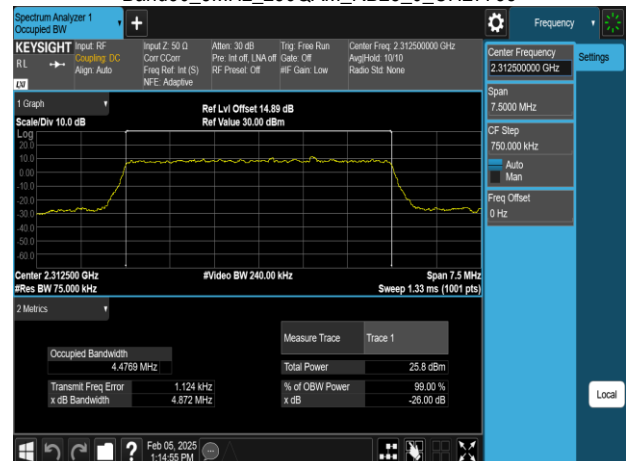 Spectrum Analyzer 1
Occupied BW
Frequency
KEYSIGHT Input: RF Input Z: 50 Ω Atten: 30 dB Trig: Free Run Center Freq: 2.312500000 GHz
RL Coupling: DC Corr CCorr Pre: Int off, LNA off Gate: Off Avg|Hold: 10/10
Align: Auto Freq Ref: Int (S) RF Preset: Off #IF Gain: Low Radio Std: None
LXI NFE: Adaptive
Center Frequency
2.312500000 GHz
Settings
Span
7.5000 MHz
CF Step
750.000 kHz
Auto
Man
Freq Offset
0 Hz
Local
1 Graph
Ref Lvl Offset 14.89 dB
Scale/Div 10.0 dB Ref Value 30.00 dBm
Log
20.0
10.0
0.00
-10.0
-20.0
-30.0
-40.0
-50.0
-60.0
Center 2.312500 GHz #Video BW 240.00 kHz Span 7.5 MHz
#Res BW 75.000 kHz Sweep 1.33 ms (1001 pts)
2 Metrics
Measure Trace Trace 1
Occupied Bandwidth
4.4769 MHz
Total Power 25.8 dBm
Transmit Freq Error 1.124 kHz % of OBW Power 99.00 %
x dB Bandwidth 4.872 MHz x dB -26.00 dB
Feb 05, 2025
1:14:55 PM